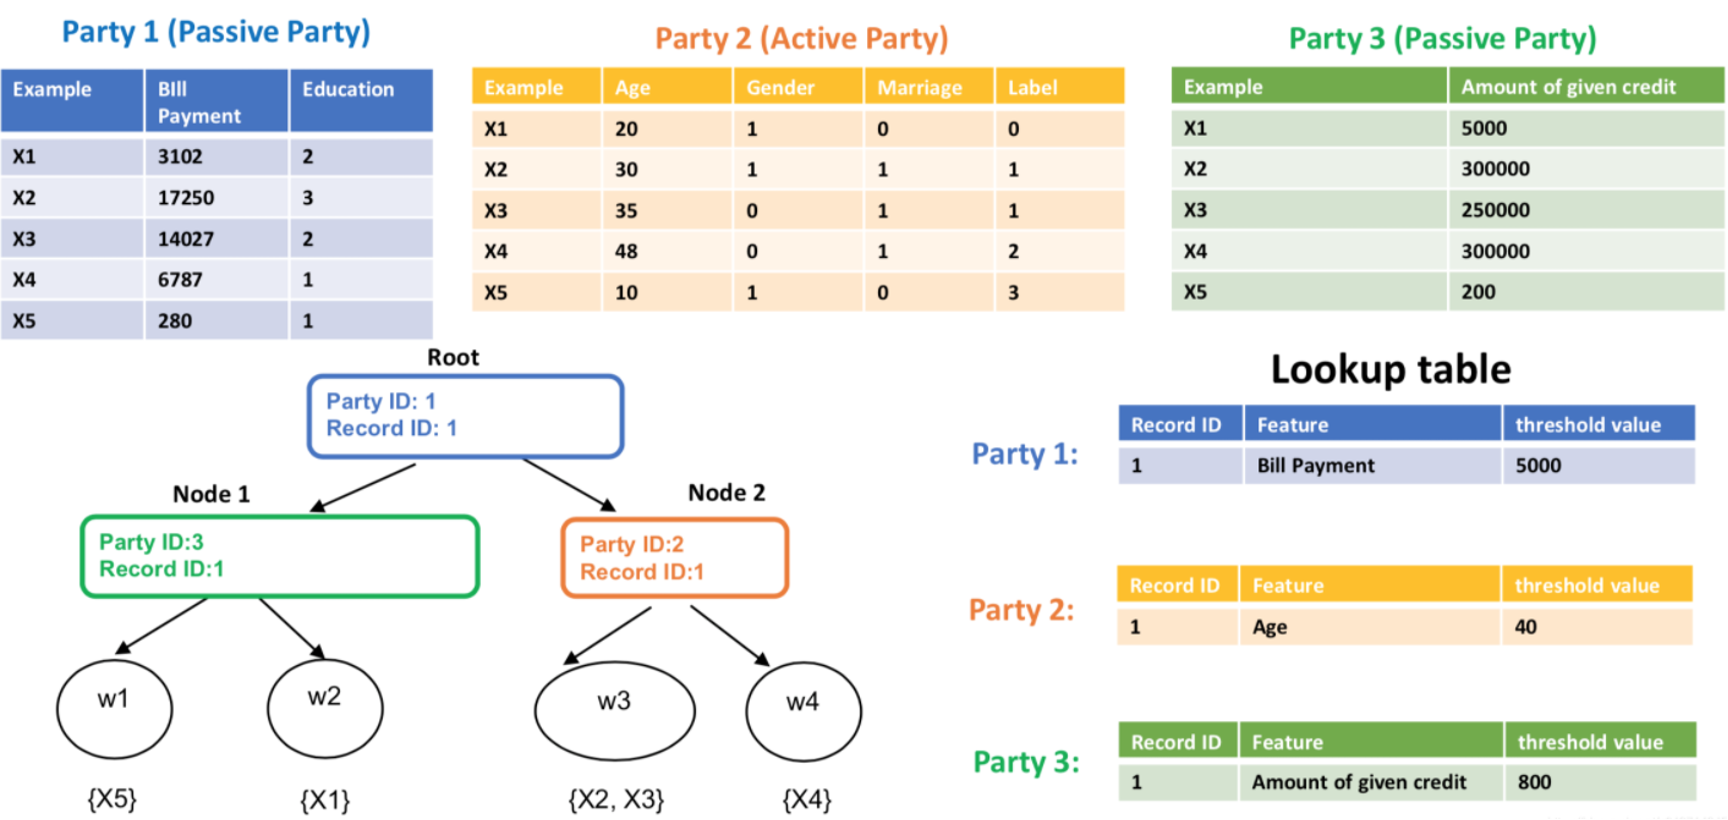 Party 1 (Passive Party)
Example BIll Payment Education
X1 3102 2
X2 17250 3
X3 14027 2
X4 6787 1
X5 280 1
Party 2 (Active Party)
Example Age Gender Marriage Label
X1 20 1 0 0
X2 30 1 1 1
X3 35 0 1 1
X4 48 0 1 2
X5 10 1 0 3
Party 3 (Passive Party)
Example Amount of given credit
X1 5000
X2 300000
X3 250000
X4 300000
X5 200
Root
Party ID: 1
Record ID: 1
Node 1
Party ID:3
Record ID:1
Node 2
Party ID:2
Record ID:1
w1
w2
w3
w4
{X5}
{X1}
{X2, X3}
{X4}
Lookup table
Party 1:
Record ID Feature threshold value
1 Bill Payment 5000
Party 2:
Record ID Feature threshold value
1 Age 40
Party 3:
Record ID Feature threshold value
1 Amount of given credit 800